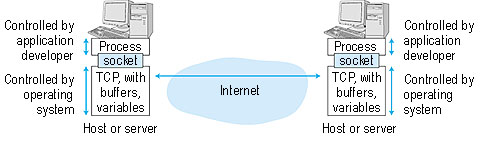 Controlled by
application
developer
Process
socket
Controlled by
operating
system
TCP, with
buffers,
variables
Host or server
Internet
Process
socket
TCP, with
buffers,
variables
Host or server
Controlled by
application
developer
Controlled by
operating
system